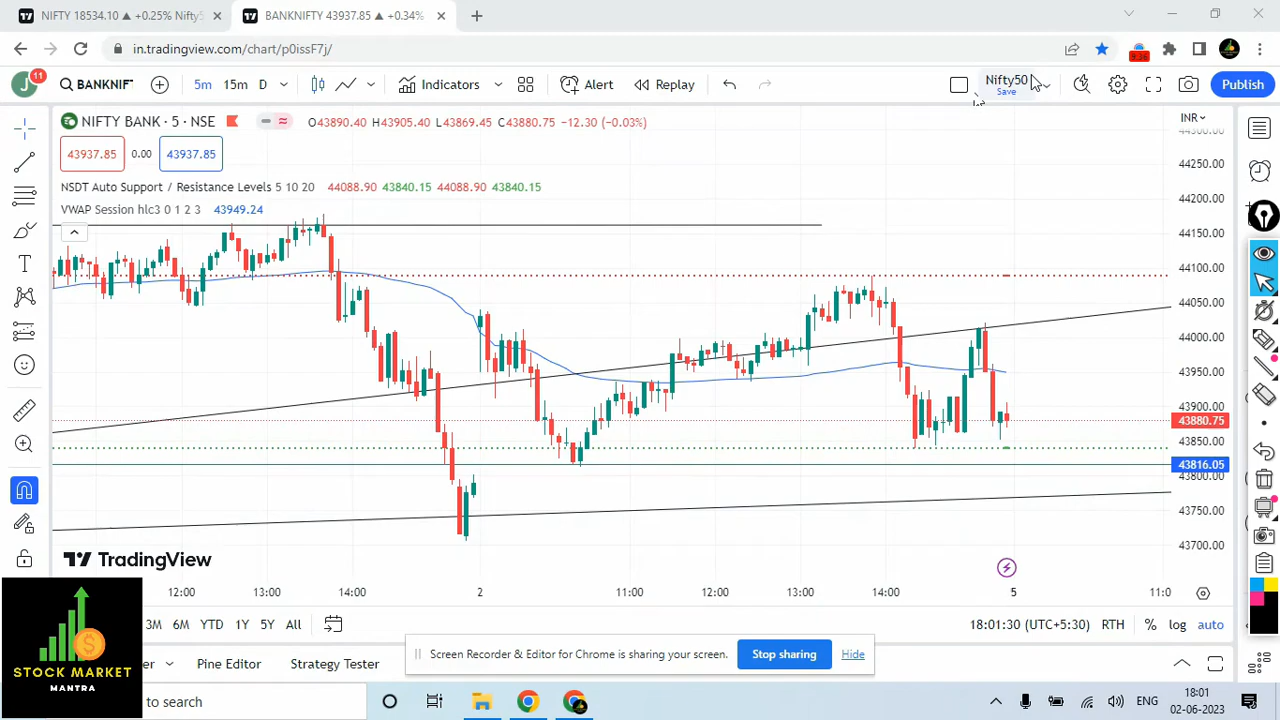 NIFTY 18534.10 ▲ +0.25% Nifty5
BANKNIFTY 43937.85 ▲ +0.34%
in.tradingview.com/chart/p0issF7j/
9:36
J
11
BANKNIF
5m
15m
D
Indicators
Alert
Replay
Nifty50
Save
Publish
NIFTY BANK · 5 · NSE
O43890.40 H43905.40 L43869.45 C43880.75 −12.30 (−0.03%)
INR
43937.85
0.00
43937.85
NSDT Auto Support / Resistance Levels 5 10 20 44088.90 43840.15 44088.90 43840.15
VWAP Session hlc3 0 1 2 3 43949.24
44300.00
44250.00
44200.00
44150.00
44100.00
44050.00
44000.00
43950.00
43900.00
43880.75
43850.00
43816.05
43800.00
43750.00
43700.00
TradingView
12:00
13:00
14:00
2
11:00
12:00
13:00
14:00
5
11:0
3M
6M
YTD
1Y
5Y
All
18:01:30 (UTC+5:30)
RTH
%
log
auto
er
Pine Editor
Strategy Tester
Screen Recorder & Editor for Chrome is sharing your screen.
Stop sharing
Hide
STOCK MARKET
MANTRA
to search
ENG
18:01
02-06-2023